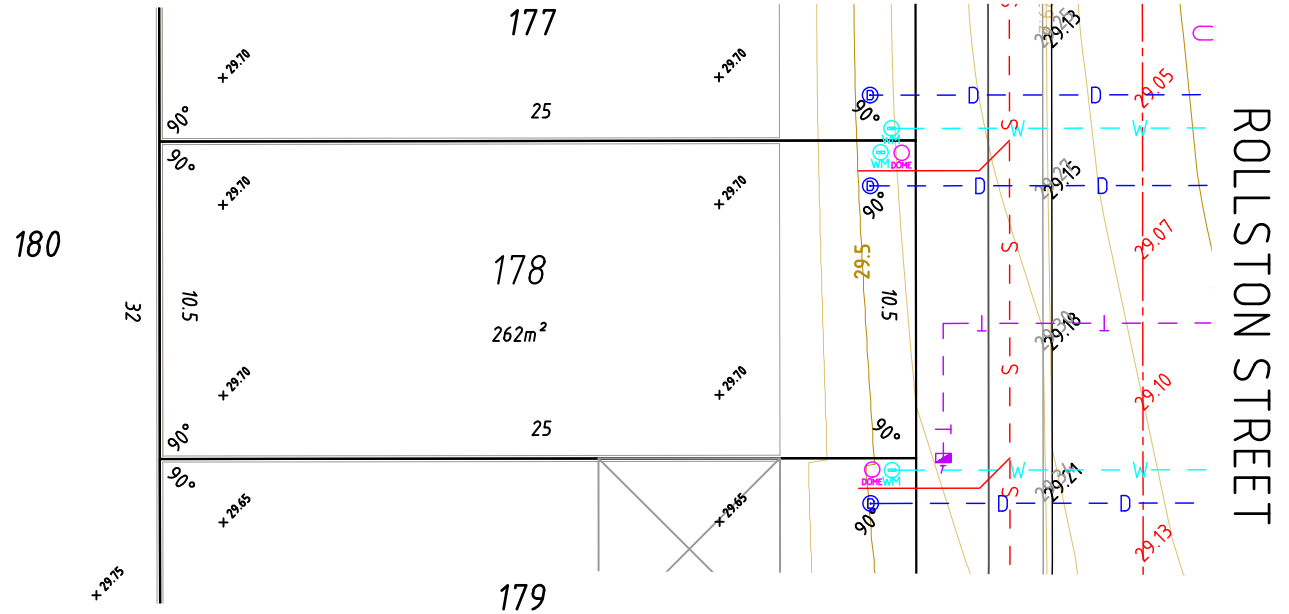 177
29.13
+ 29.70
+ 29.70
29.05
D
D
D
25
90°
90°
S
W
W
WM
90°
WM
DOME
29.15
+ 29.70
+ 29.70
D
D
D
90°
180
29.07
S
29.5
178
32
10.5
10.5
262m²
T
T
29.18
+ 29.70
+ 29.70
S
29.10
25
90°
90°
T
T
90°
W
W
DOME
WM
29.21
S
+ 29.65
+ 29.65
D
D
D
90°
29.13
+ 29.75
179
ROLLSTON STREET